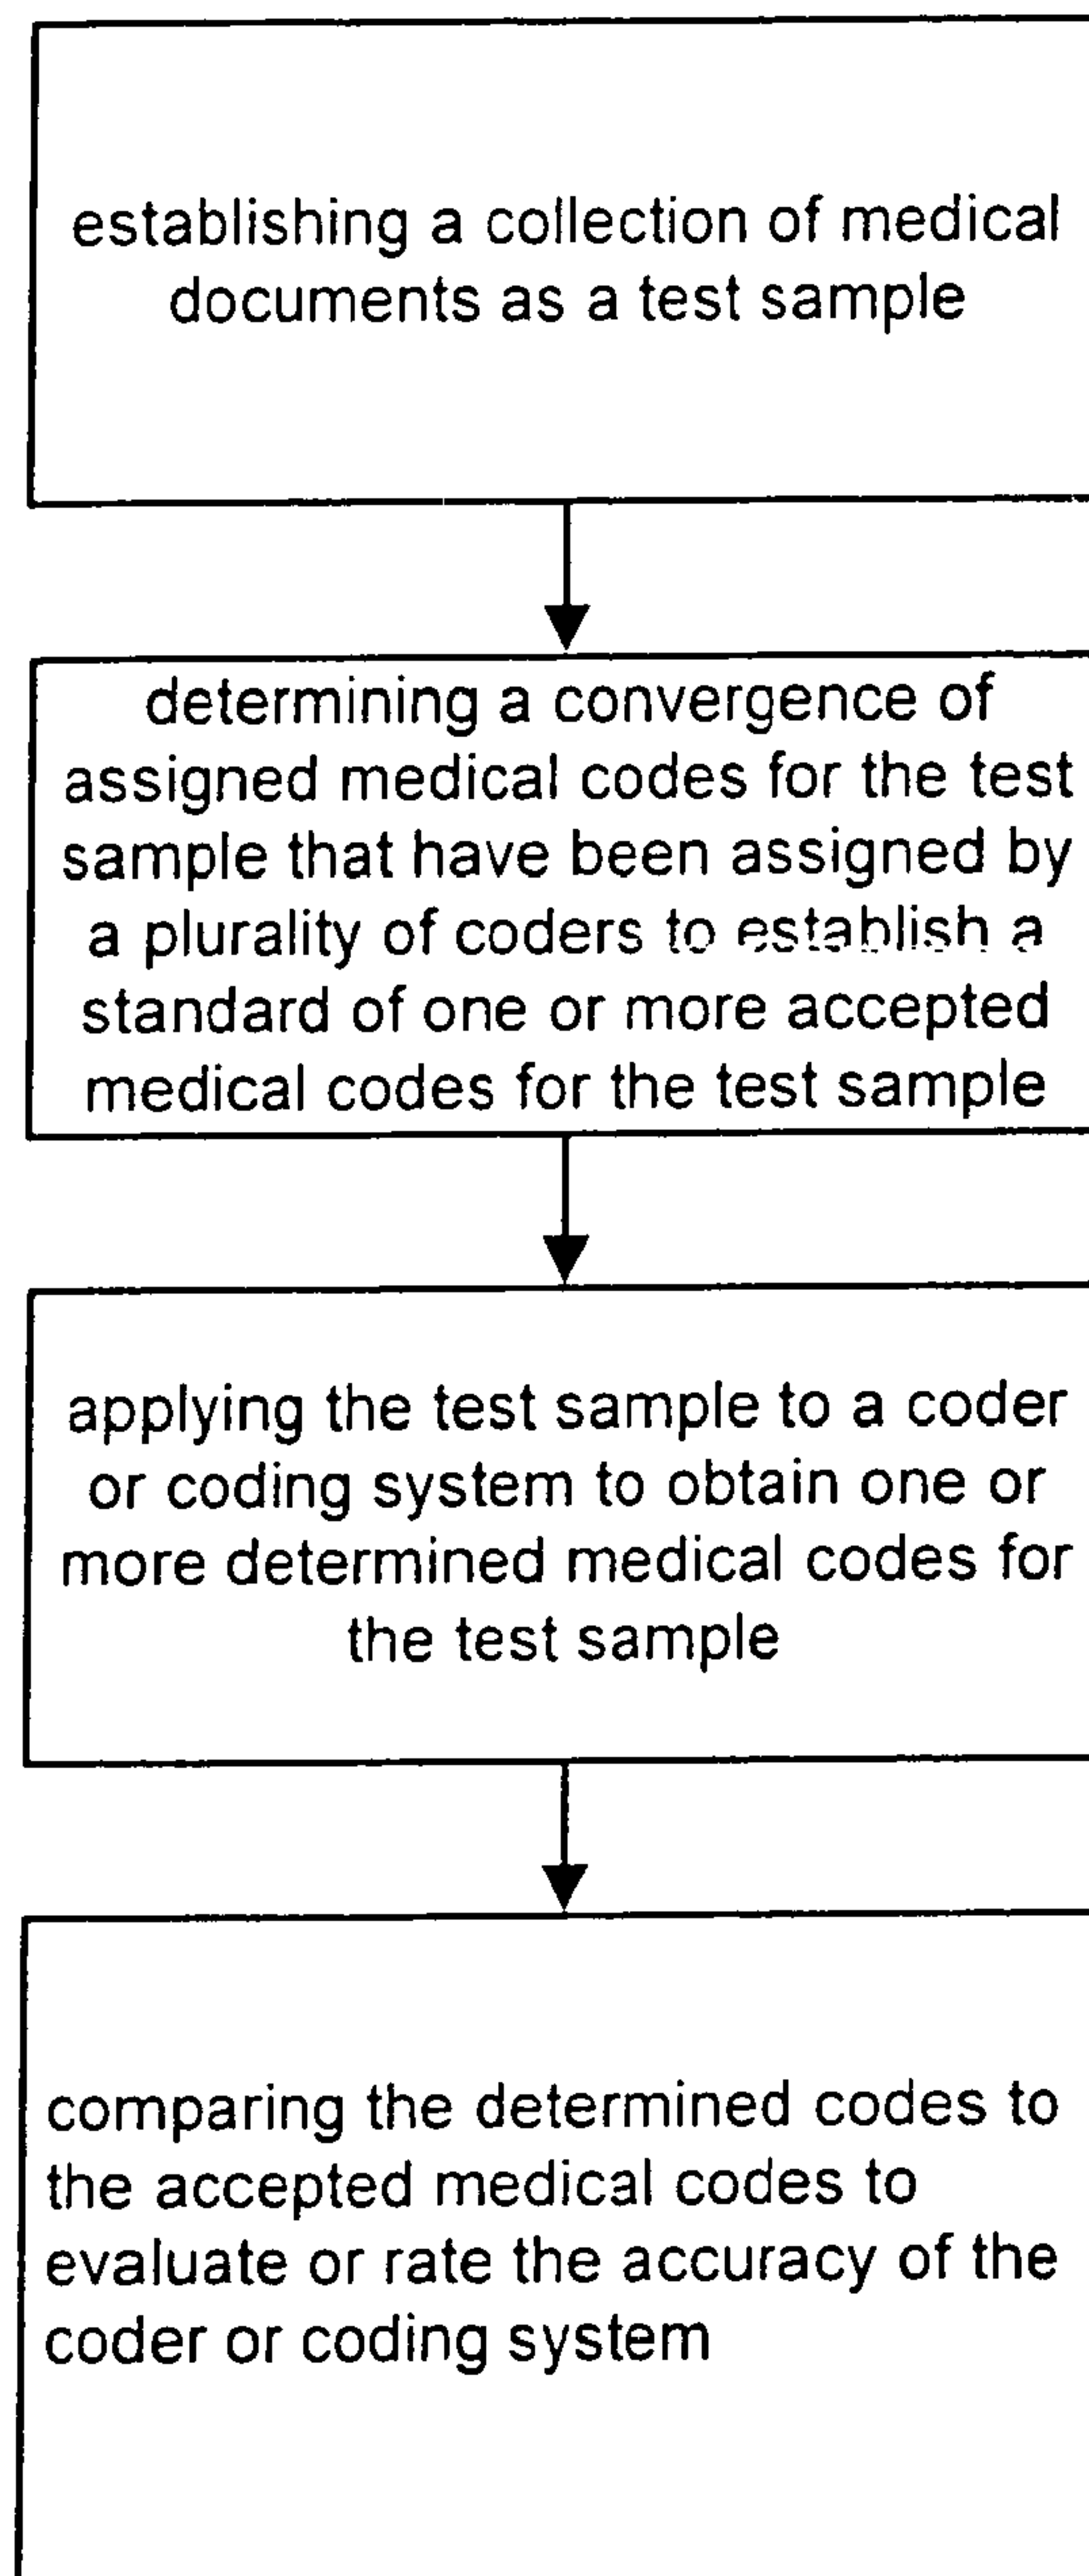 establishing a collection of medical
documents as a test sample
determining a convergence of
assigned medical codes for the test
sample that have been assigned by
a plurality of coders to establish a
standard of one or more accepted
medical codes for the test sample
applying the test sample to a coder
or coding system to obtain one or
more determined medical codes for
the test sample
comparing the determined codes to
the accepted medical codes to
evaluate or rate the accuracy of the
coder or coding system